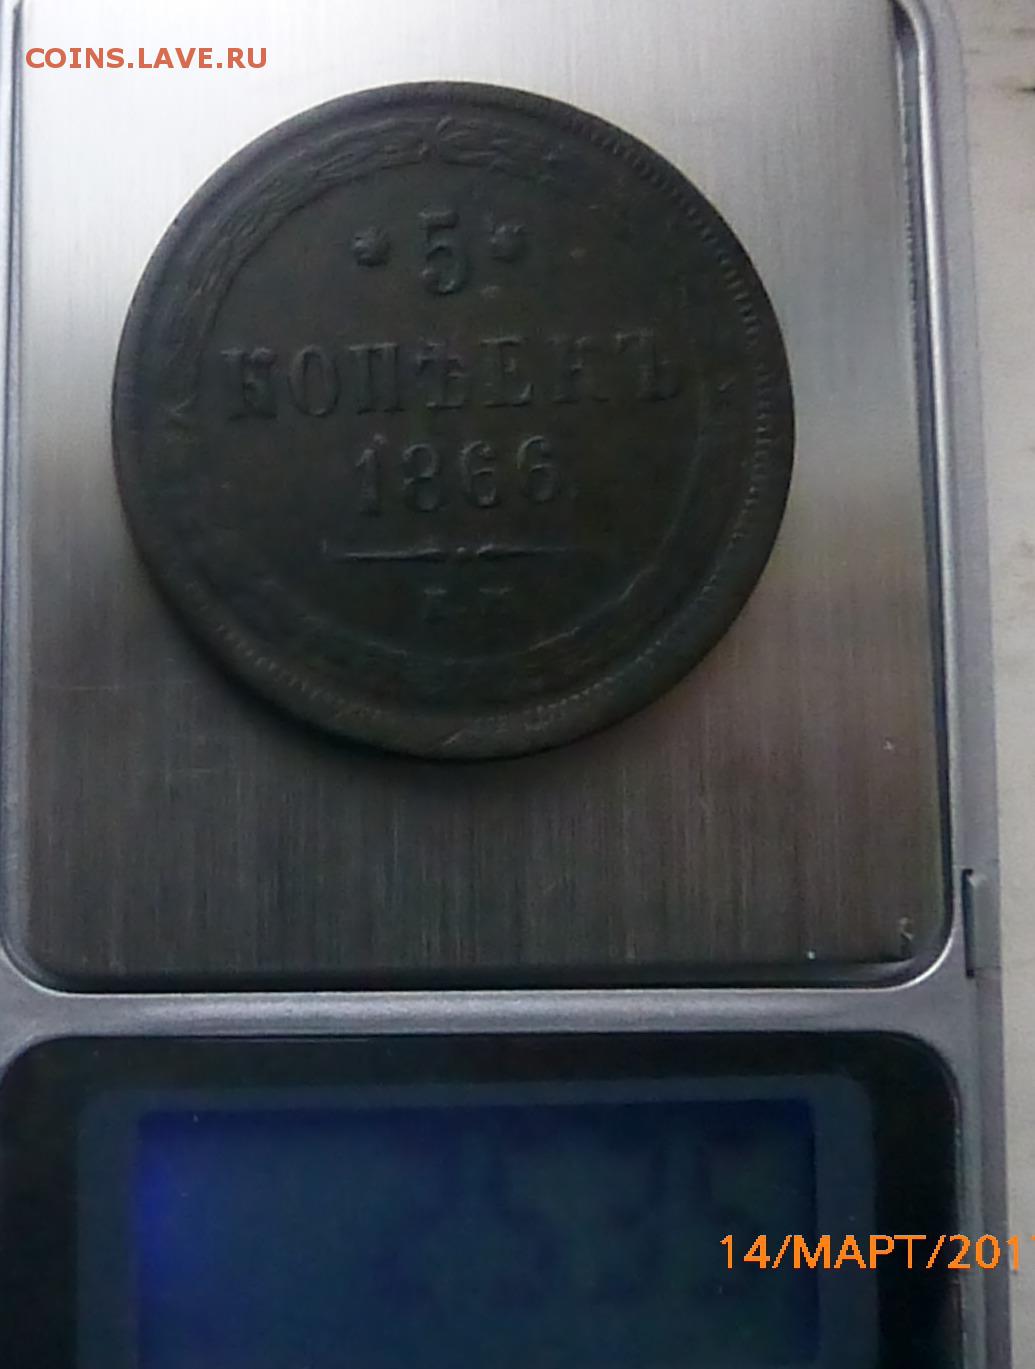 COINS.LAVE.RU
* 5 *
КОПѢЕКЪ
1866
14/МАРТ/201